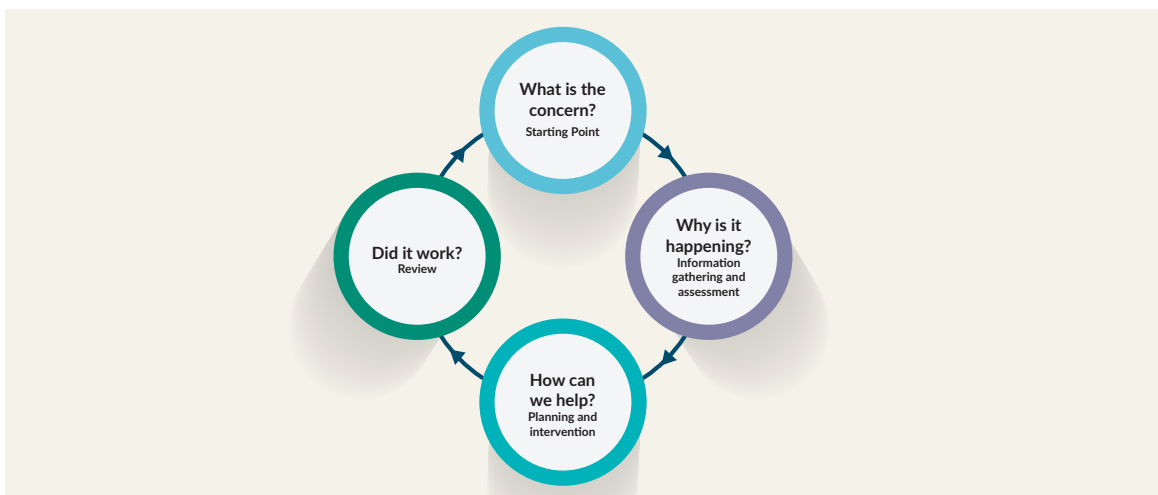 What is the
concern?
Starting Point
Why is it
happening?
Information
gathering and
assessment
How can
we help?
Planning and
intervention
Did it work?
Review